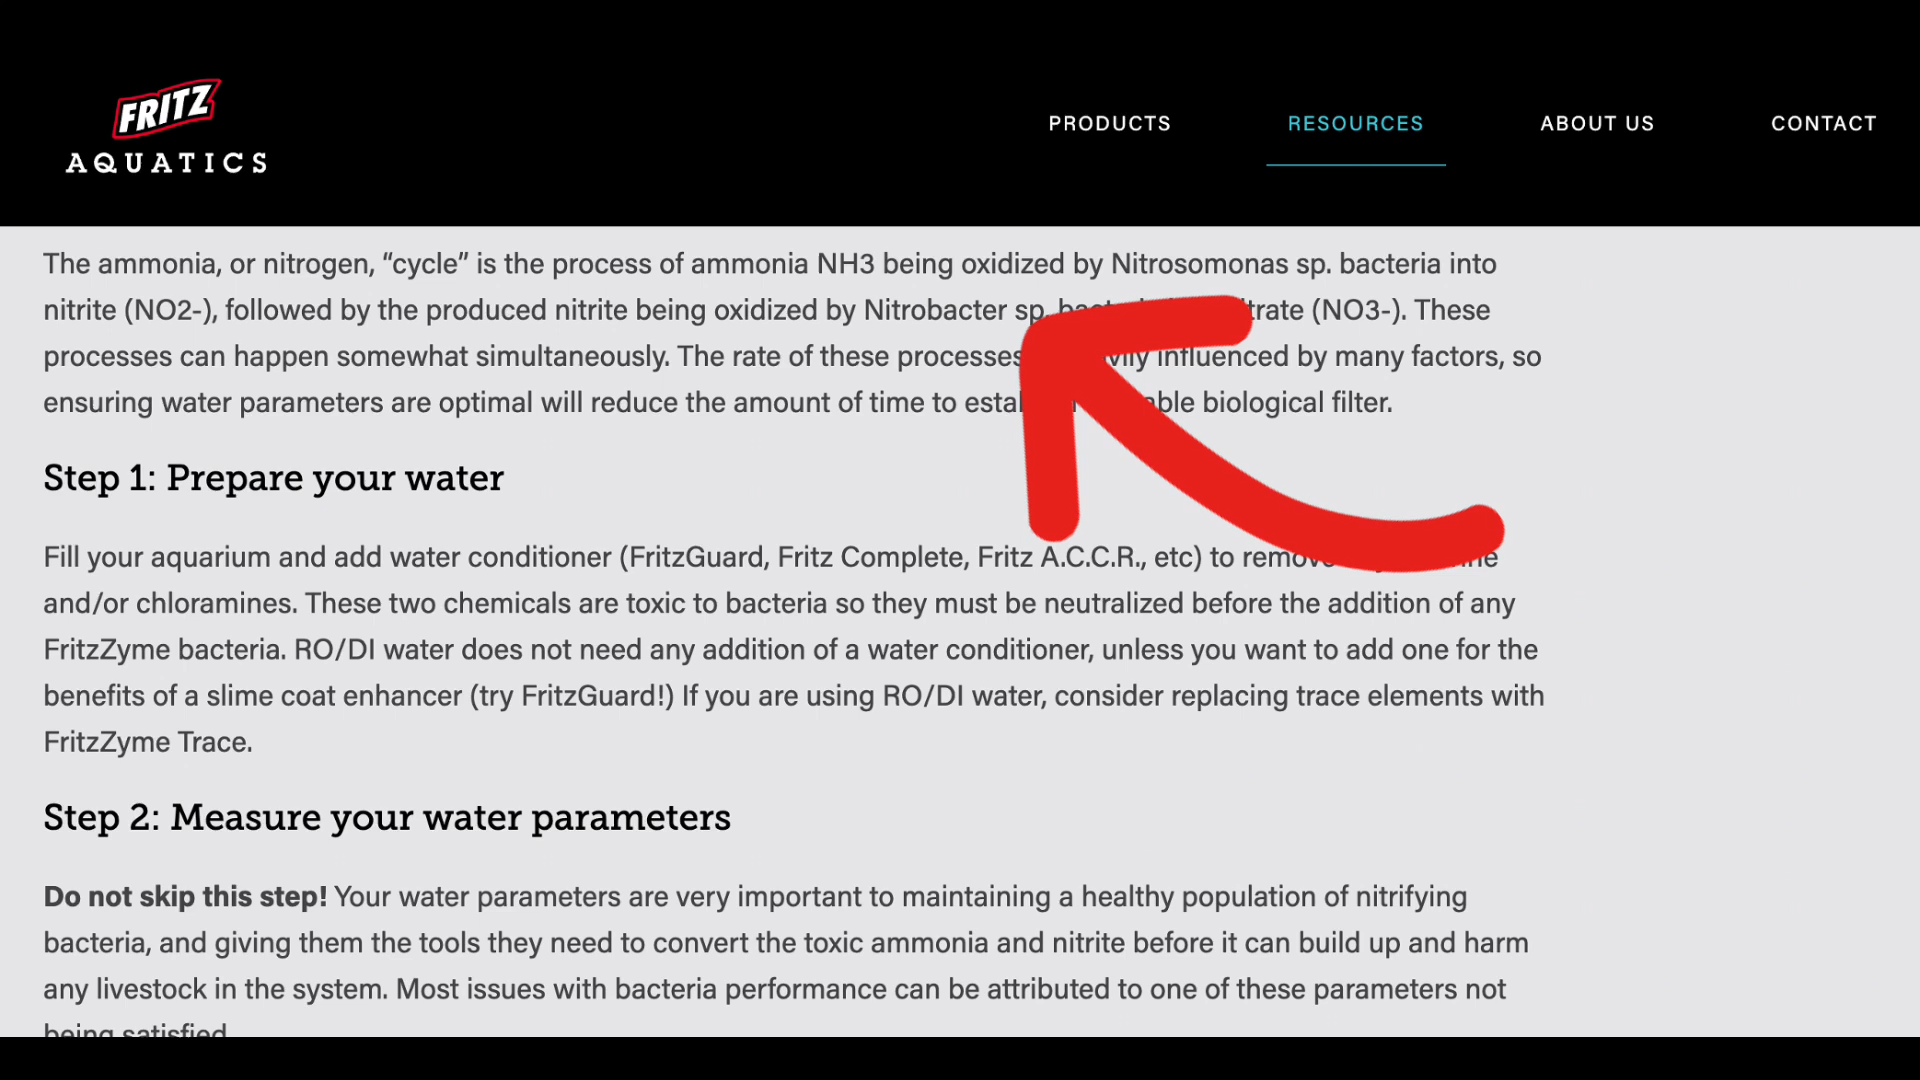 FRITZ
AQUATICS
PRODUCTS
RESOURCES
ABOUT US
CONTACT
The ammonia, or nitrogen, “cycle” is the process of ammonia NH3 being oxidized by Nitrosomonas sp. bacteria into
nitrite (NO2-), followed by the produced nitrite being oxidized by Nitrobacter sp. (NO3-). These
processes can happen somewhat simultaneously. The rate of these processes influenced by many factors, so
ensuring water parameters are optimal will reduce the amount of time to biological filter.
Step 1: Prepare your water
Fill your aquarium and add water conditioner (FritzGuard, Fritz Complete, Fritz A.C.C.R., etc) to
and/or chloramines. These two chemicals are toxic to bacteria so they must be neutralized before the addition of any
FritzZyme bacteria. RO/DI water does not need any addition of a water conditioner, unless you want to add one for the
benefits of a slime coat enhancer (try FritzGuard!) If you are using RO/DI water, consider replacing trace elements with
FritzZyme Trace.
Step 2: Measure your water parameters
Do not skip this step! Your water parameters are very important to maintaining a healthy population of nitrifying
bacteria, and giving them the tools they need to convert the toxic ammonia and nitrite before it can build up and harm
any livestock in the system. Most issues with bacteria performance can be attributed to one of these parameters not
being satisfied